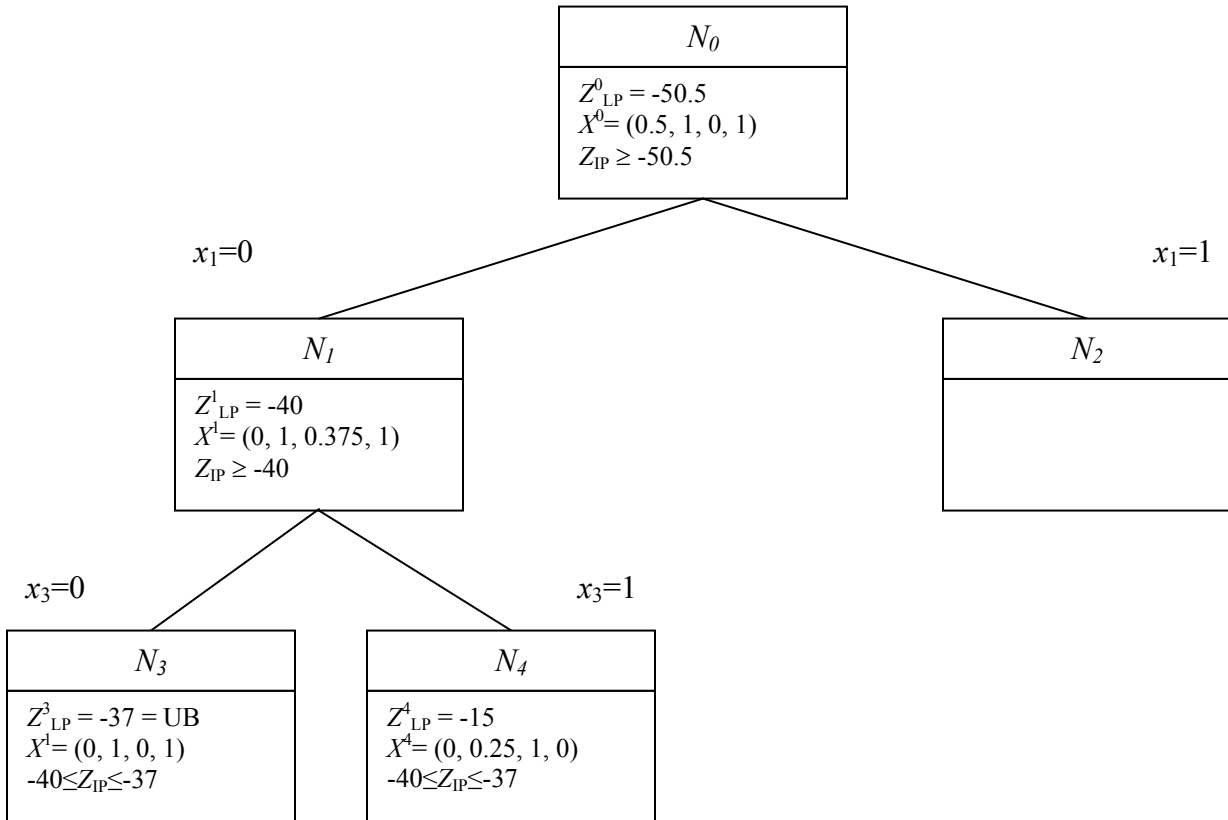 N₀
Z⁰LP = -50.5
X⁰= (0.5, 1, 0, 1)
ZIP ≥ -50.5
x₁=0
x₁=1
N₁
Z¹LP = -40
X¹= (0, 1, 0.375, 1)
ZIP ≥ -40
N₂
x₃=0
x₃=1
N₃
Z³LP = -37 = UB
X¹= (0, 1, 0, 1)
-40≤ZIP≤-37
N₄
Z⁴LP = -15
X⁴= (0, 0.25, 1, 0)
-40≤ZIP≤-37